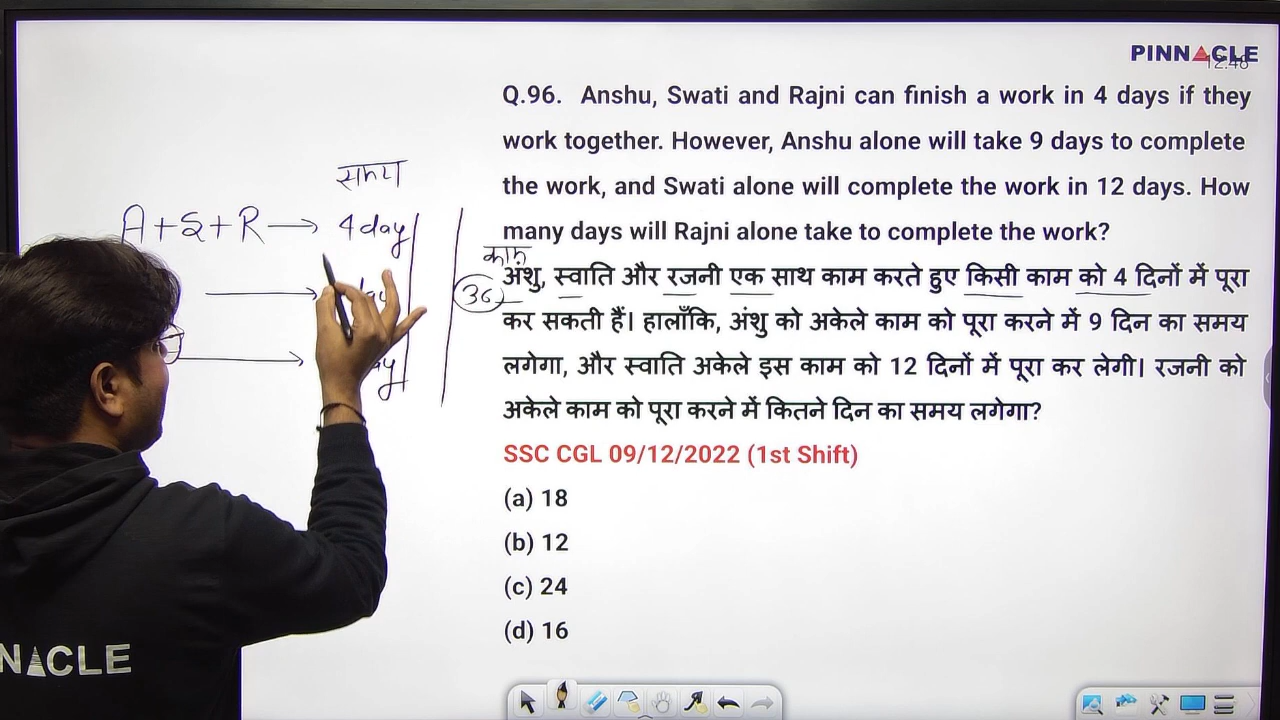 PINNACLE
12:48
Q.96. Anshu, Swati and Rajni can finish a work in 4 days if they
work together. However, Anshu alone will take 9 days to complete
the work, and Swati alone will complete the work in 12 days. How
many days will Rajni alone take to complete the work?
अंशु, स्वाति और रजनी एक साथ काम करते हुए किसी काम को 4 दिनों में पूरा
कर सकती हैं। हालाँकि, अंशु को अकेले काम को पूरा करने में 9 दिन का समय
लगेगा, और स्वाति अकेले इस काम को 12 दिनों में पूरा कर लेगी। रजनी को
अकेले काम को पूरा करने में कितने दिन का समय लगेगा?
SSC CGL 09/12/2022 (1st Shift)
(a) 18
(b) 12
(c) 24
(d) 16
समय
A+S+R → 4day
काम
36
NACLE